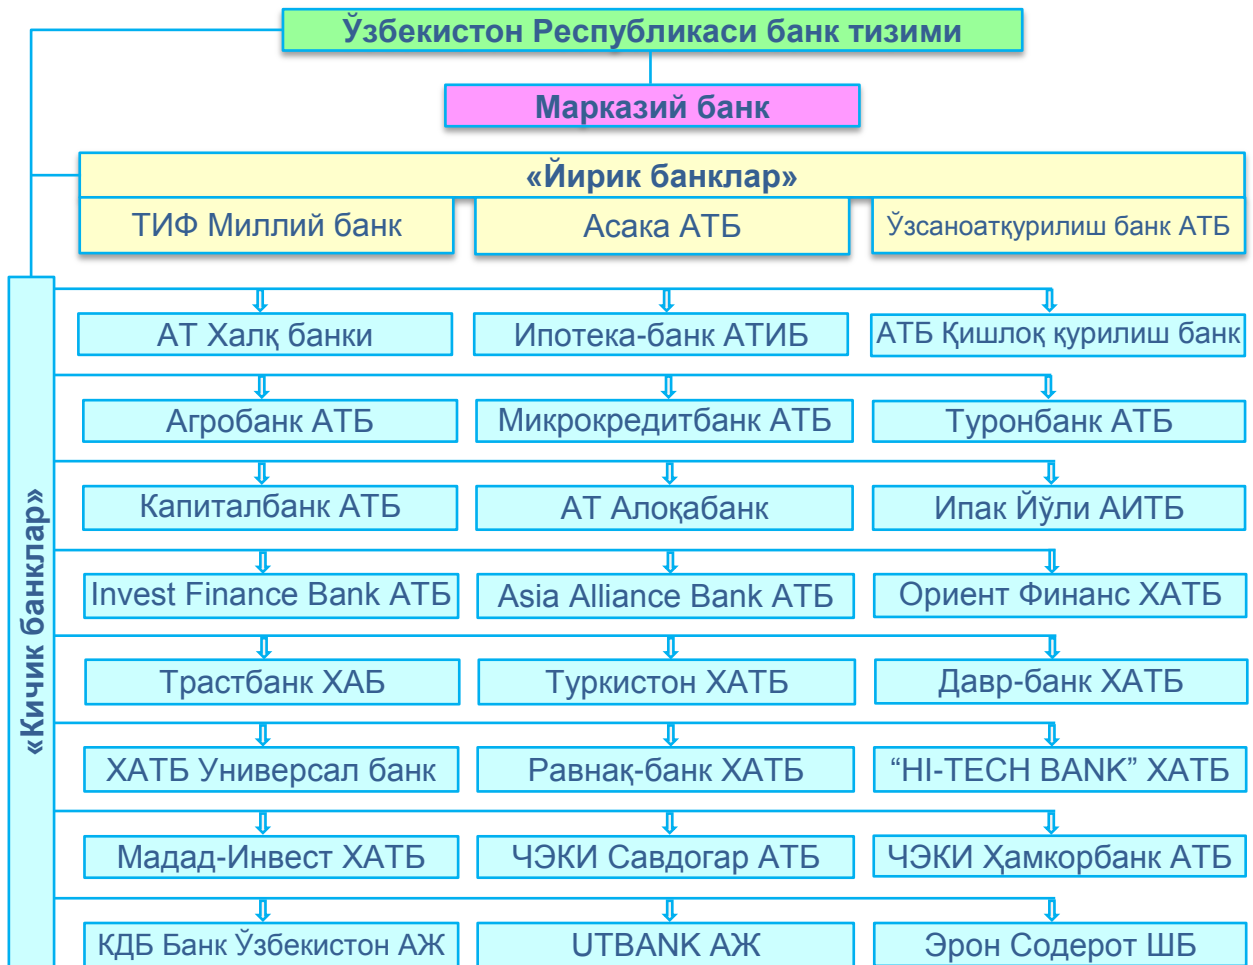 Ўзбекистон Республикаси банк тизими
Марказий банк
«Йирик банклар»
ТИФ Миллий банк
Асака АТБ
Ўзсаноатқурилиш банк АТБ
«Кичик банклар»
АТ Халқ банки
Ипотека-банк АТИБ
АТБ Қишлоқ қурилиш банк
Агробанк АТБ
Микрокредитбанк АТБ
Туронбанк АТБ
Капиталбанк АТБ
АТ Алоқабанк
Ипак Йўли АИТБ
Invest Finance Bank АТБ
Asia Alliance Bank АТБ
Ориент Финанс ХАТБ
Трастбанк ХАБ
Туркистон ХАТБ
Давр-банк ХАТБ
ХАТБ Универсал банк
Равнақ-банк ХАТБ
“HI-TECH BANK” ХАТБ
Мадад-Инвест ХАТБ
ЧЭКИ Савдогар АТБ
ЧЭКИ Ҳамкорбанк АТБ
КДБ Банк Ўзбекистон АЖ
UTBANK АЖ
Эрон Содерот ШБ